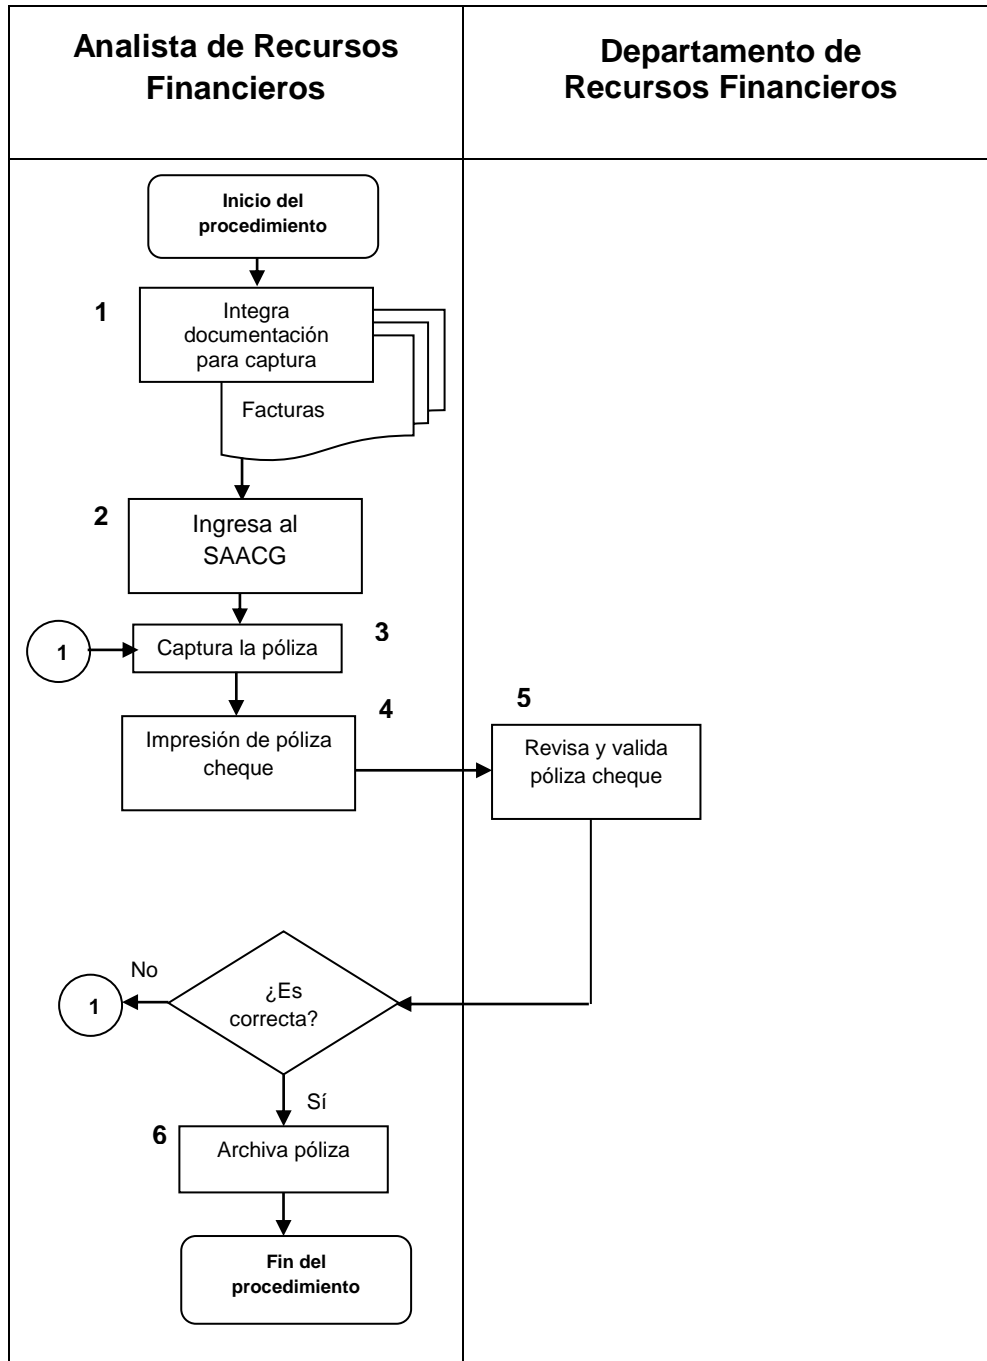 Analista de Recursos
Financieros
Departamento de
Recursos Financieros
Inicio del
procedimiento
1
Integra
documentación
para captura
Facturas
2
Ingresa al
SAACG
1
Captura la póliza
3
4
Impresión de póliza
cheque
5
Revisa y valida
póliza cheque
No
1
¿Es
correcta?
Sí
6
Archiva póliza
Fin del
procedimiento